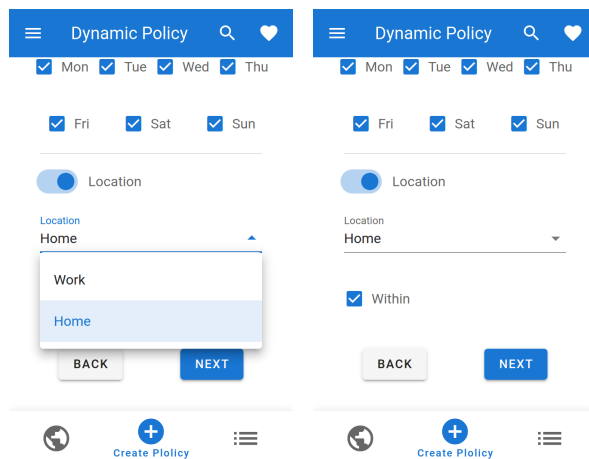 Dynamic Policy
Mon Tue Wed Thu
Fri Sat Sun
Location
Location
Home
Work
Home
BACK NEXT
Create Plolicy
Dynamic Policy
Mon Tue Wed Thu
Fri Sat Sun
Location
Location
Home
Within
BACK NEXT
Create Plolicy